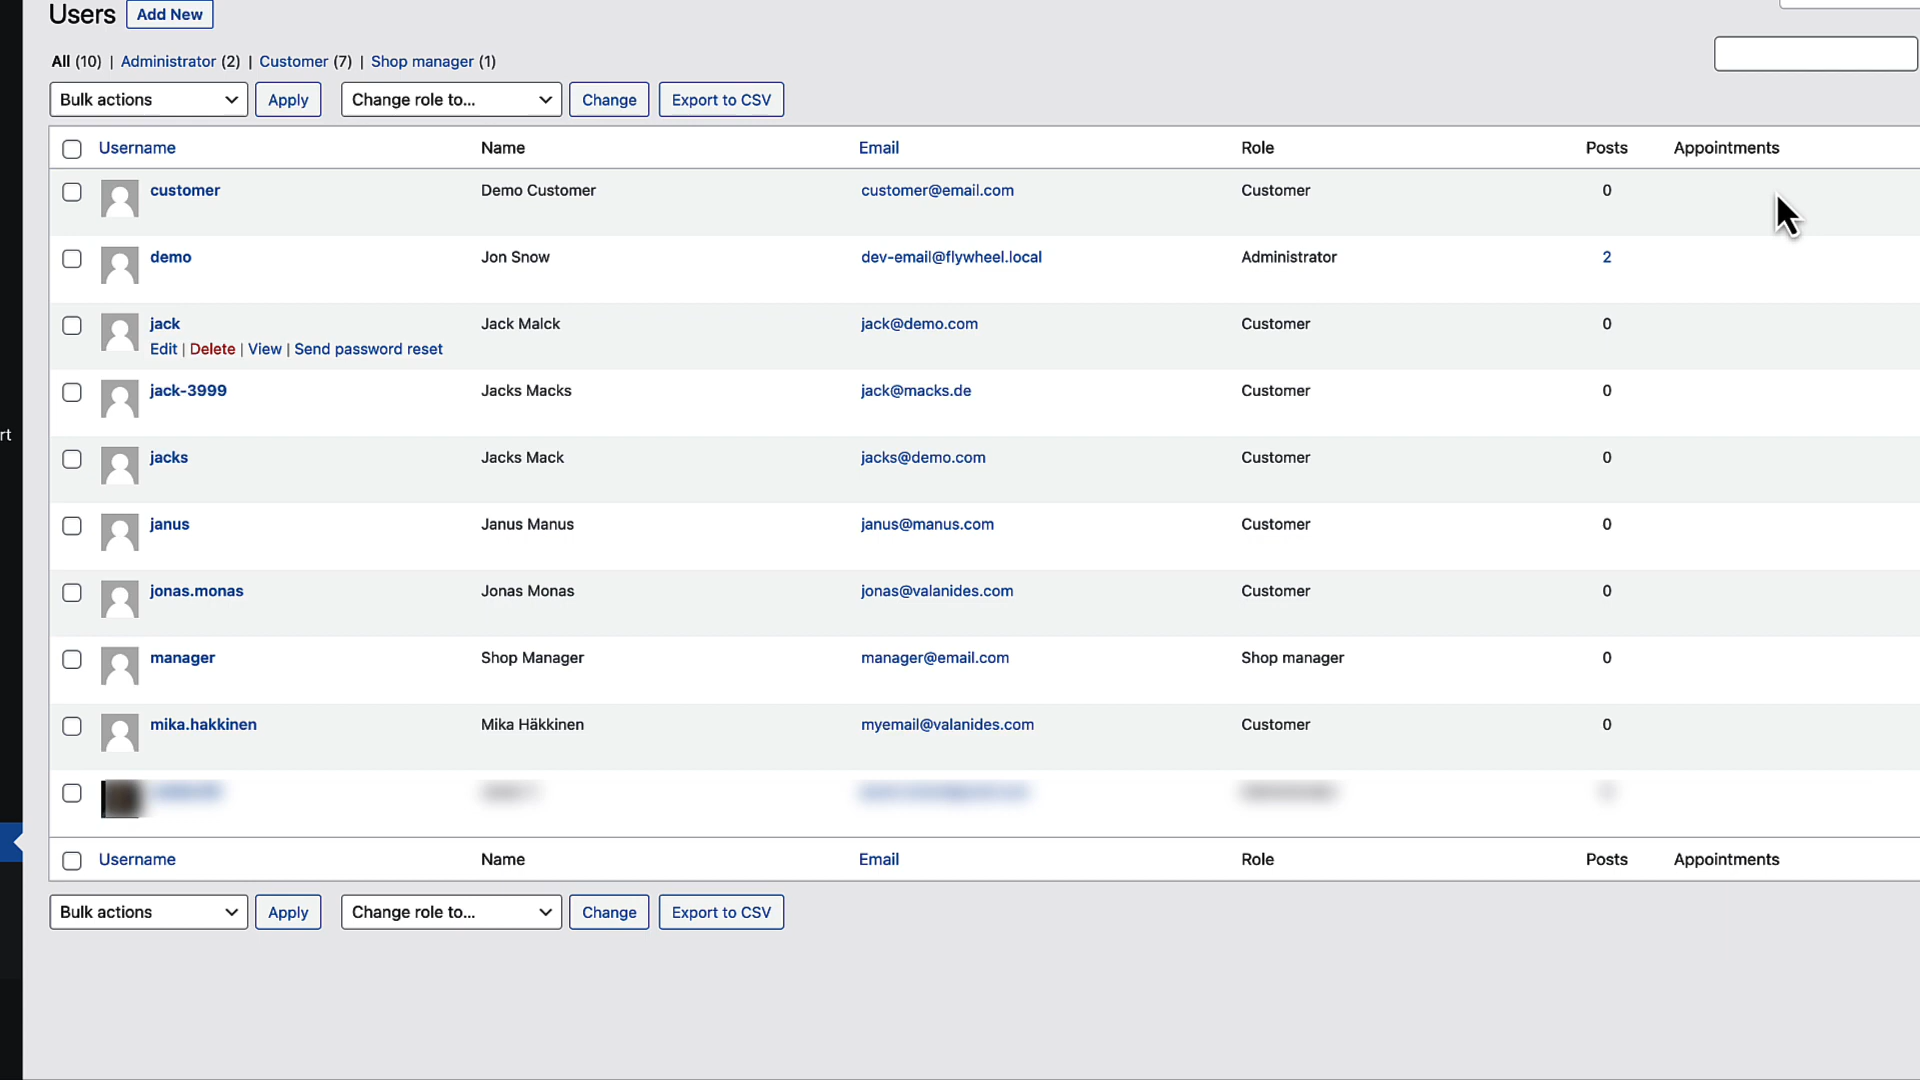 Users Add New
All (10) | Administrator (2) | Customer (7) | Shop manager (1)
Bulk actions Apply Change role to... Change Export to CSV
Username Name Email Role Posts Appointments
customer Demo Customer customer@email.com Customer 0
demo Jon Snow dev-email@flywheel.local Administrator 2
jack Jack Malck jack@demo.com Customer 0
Edit | Delete | View | Send password reset
jack-3999 Jacks Macks jack@macks.de Customer 0
rt
jacks Jacks Mack jacks@demo.com Customer 0
janus Janus Manus janus@manus.com Customer 0
jonas.monas Jonas Monas jonas@valanides.com Customer 0
manager Shop Manager manager@email.com Shop manager 0
mika.hakkinen Mika Häkkinen myemail@valanides.com Customer 0
Username Name Email Role Posts Appointments
Bulk actions Apply Change role to... Change Export to CSV